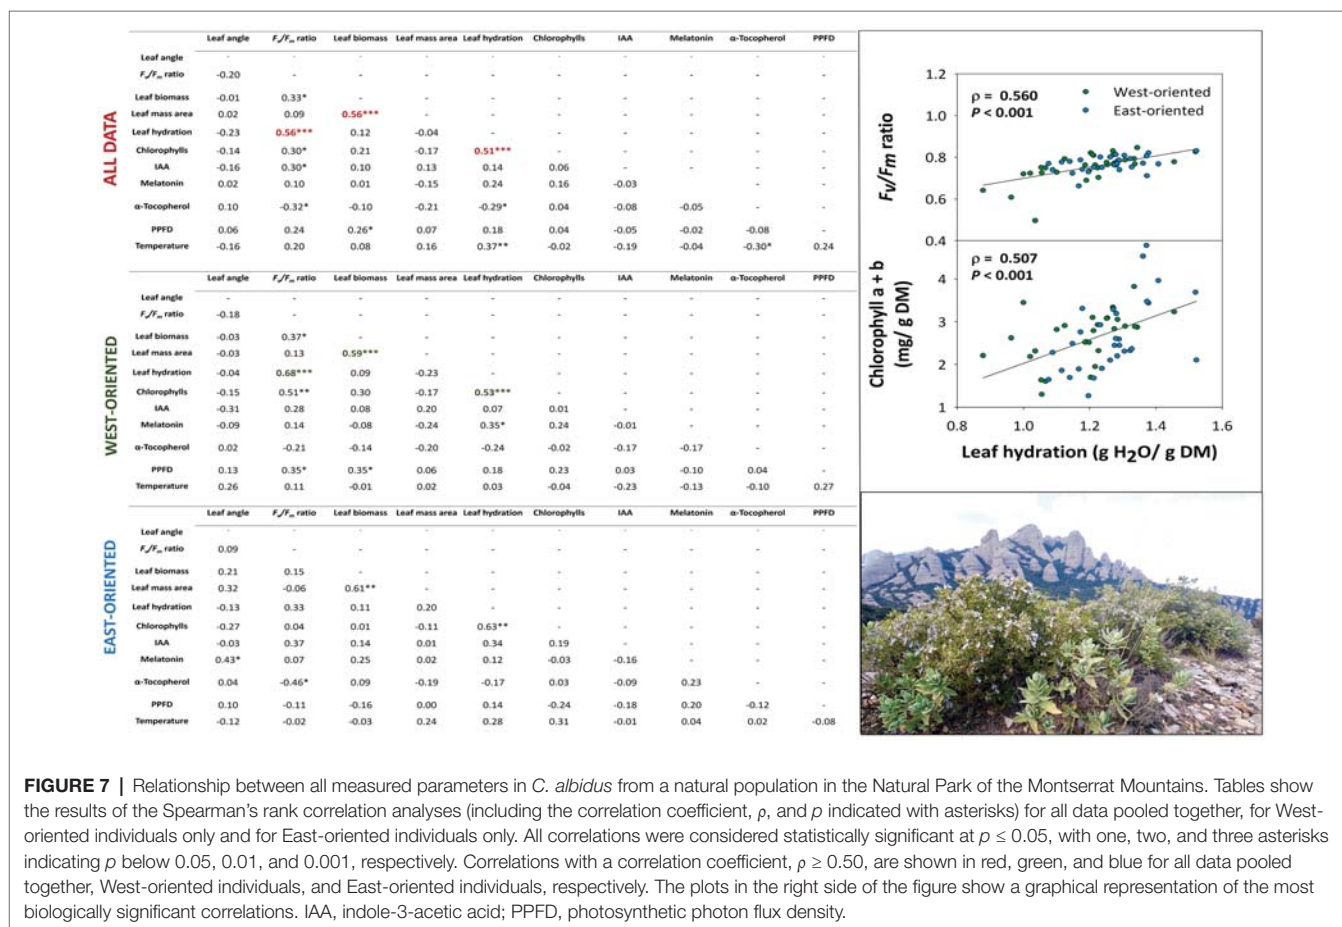 Leaf angle Fv/Fm ratio Leaf biomass Leaf mass area Leaf hydration Chlorophylls IAA Melatonin α-Tocopherol PPFD
ALL DATA
Leaf angle - - - - - - - - - -
Fv/Fm ratio -0.20 - - - - - - - - -
Leaf biomass -0.01 0.33* - - - - - - - -
Leaf mass area 0.02 0.09 0.56*** - - - - - - -
Leaf hydration -0.23 0.56*** 0.12 -0.04 - - - - - -
Chlorophylls -0.14 0.30* 0.21 -0.17 0.51*** - - - - -
IAA -0.16 0.30* 0.10 0.13 0.14 0.06 - - - -
Melatonin 0.02 0.10 0.01 -0.15 0.24 0.16 -0.03 - - -
α-Tocopherol 0.10 -0.32* -0.10 -0.21 -0.29* 0.04 -0.08 -0.05 - -
PPFD 0.06 0.24 0.26* 0.07 0.18 0.04 -0.05 -0.02 -0.08 -
Temperature -0.16 0.20 0.08 0.16 0.37** -0.02 -0.19 -0.04 -0.30* 0.24
Leaf angle Fv/Fm ratio Leaf biomass Leaf mass area Leaf hydration Chlorophylls IAA Melatonin α-Tocopherol PPFD
WEST-ORIENTED
Leaf angle - - - - - - - - - -
Fv/Fm ratio -0.18 - - - - - - - - -
Leaf biomass -0.03 0.37* - - - - - - - -
Leaf mass area -0.03 0.13 0.59*** - - - - - - -
Leaf hydration -0.04 0.68*** 0.09 -0.23 - - - - - -
Chlorophylls -0.15 0.51** 0.30 -0.17 0.53*** - - - - -
IAA -0.31 0.28 0.08 0.20 0.07 0.01 - - - -
Melatonin -0.09 0.14 -0.08 -0.24 0.35* 0.24 -0.01 - - -
α-Tocopherol 0.02 -0.21 -0.14 -0.20 -0.24 -0.02 -0.17 -0.17 - -
PPFD 0.13 0.35* 0.35* 0.06 0.18 0.23 0.03 -0.10 0.04 -
Temperature 0.26 0.11 -0.01 0.02 0.03 -0.04 -0.23 -0.13 -0.10 0.27
Leaf angle Fv/Fm ratio Leaf biomass Leaf mass area Leaf hydration Chlorophylls IAA Melatonin α-Tocopherol PPFD
EAST-ORIENTED
Leaf angle - - - - - - - - - -
Fv/Fm ratio 0.09 - - - - - - - - -
Leaf biomass 0.21 0.15 - - - - - - - -
Leaf mass area 0.32 -0.06 0.61** - - - - - - -
Leaf hydration -0.13 0.33 0.11 0.20 - - - - - -
Chlorophylls -0.27 0.04 0.01 -0.11 0.63** - - - - -
IAA -0.03 0.37 0.14 0.01 0.34 0.19 - - - -
Melatonin 0.43* 0.07 0.25 0.02 0.12 -0.03 -0.16 - - -
α-Tocopherol 0.04 -0.46* 0.09 -0.19 -0.17 0.03 -0.09 0.23 - -
PPFD 0.10 -0.11 -0.16 0.00 0.14 -0.24 -0.18 0.20 -0.12 -
Temperature -0.12 -0.02 -0.03 0.24 0.28 0.31 -0.01 0.04 0.02 -0.08
Fv/Fm ratio
1.2
1.0
0.8
0.6
0.4
ρ = 0.560
P < 0.001
West-oriented
East-oriented
Chlorophyll a + b
(mg/ g DM)
4
3
2
1
ρ = 0.507
P < 0.001
0.8 1.0 1.2 1.4 1.6
Leaf hydration (g H2O/ g DM)
FIGURE 7 | Relationship between all measured parameters in C. albidus from a natural population in the Natural Park of the Montserrat Mountains. Tables show
the results of the Spearman's rank correlation analyses (including the correlation coefficient, ρ, and p indicated with asterisks) for all data pooled together, for West-
oriented individuals only and for East-oriented individuals only. All correlations were considered statistically significant at p ≤ 0.05, with one, two, and three asterisks
indicating p below 0.05, 0.01, and 0.001, respectively. Correlations with a correlation coefficient, ρ ≥ 0.50, are shown in red, green, and blue for all data pooled
together, West-oriented individuals, and East-oriented individuals, respectively. The plots in the right side of the figure show a graphical representation of the most
biologically significant correlations. IAA, indole-3-acetic acid; PPFD, photosynthetic photon flux density.